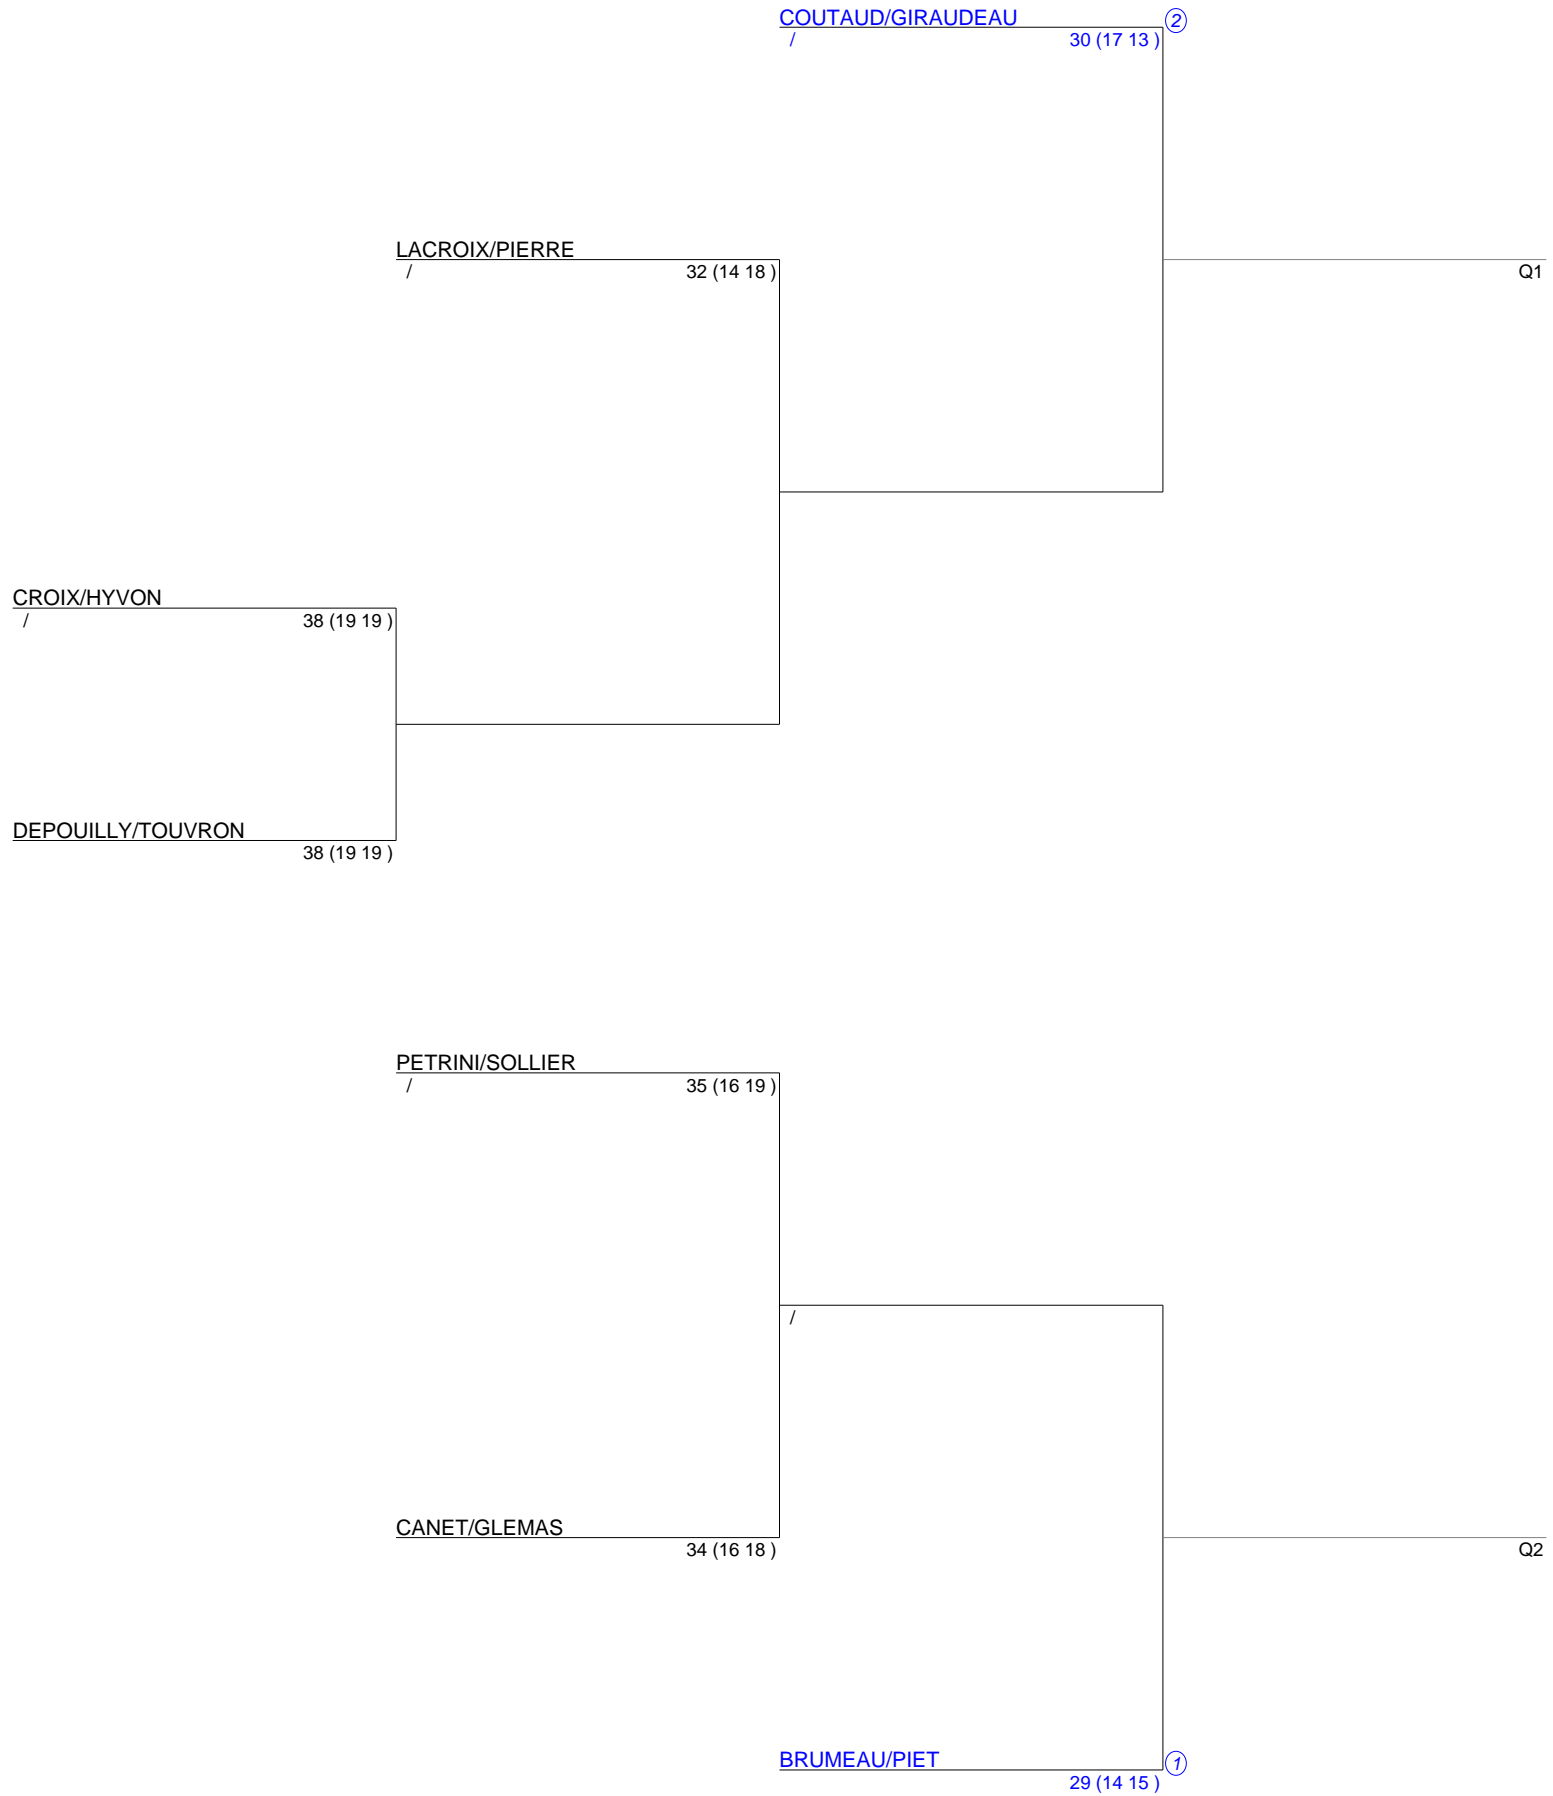 COUTAUD/GIRAUDEAU 2
/ 30 (17 13 )
LACROIX/PIERRE
/ 32 (14 18 ) Q1
CROIX/HYVON
/ 38 (19 19 )
DEPOUILLY/TOUVRON
38 (19 19 )
PETRINI/SOLLIER
/ 35 (16 19 )
/
CANET/GLEMAS
34 (16 18 ) Q2
BRUMEAU/PIET 1
29 (14 15 )